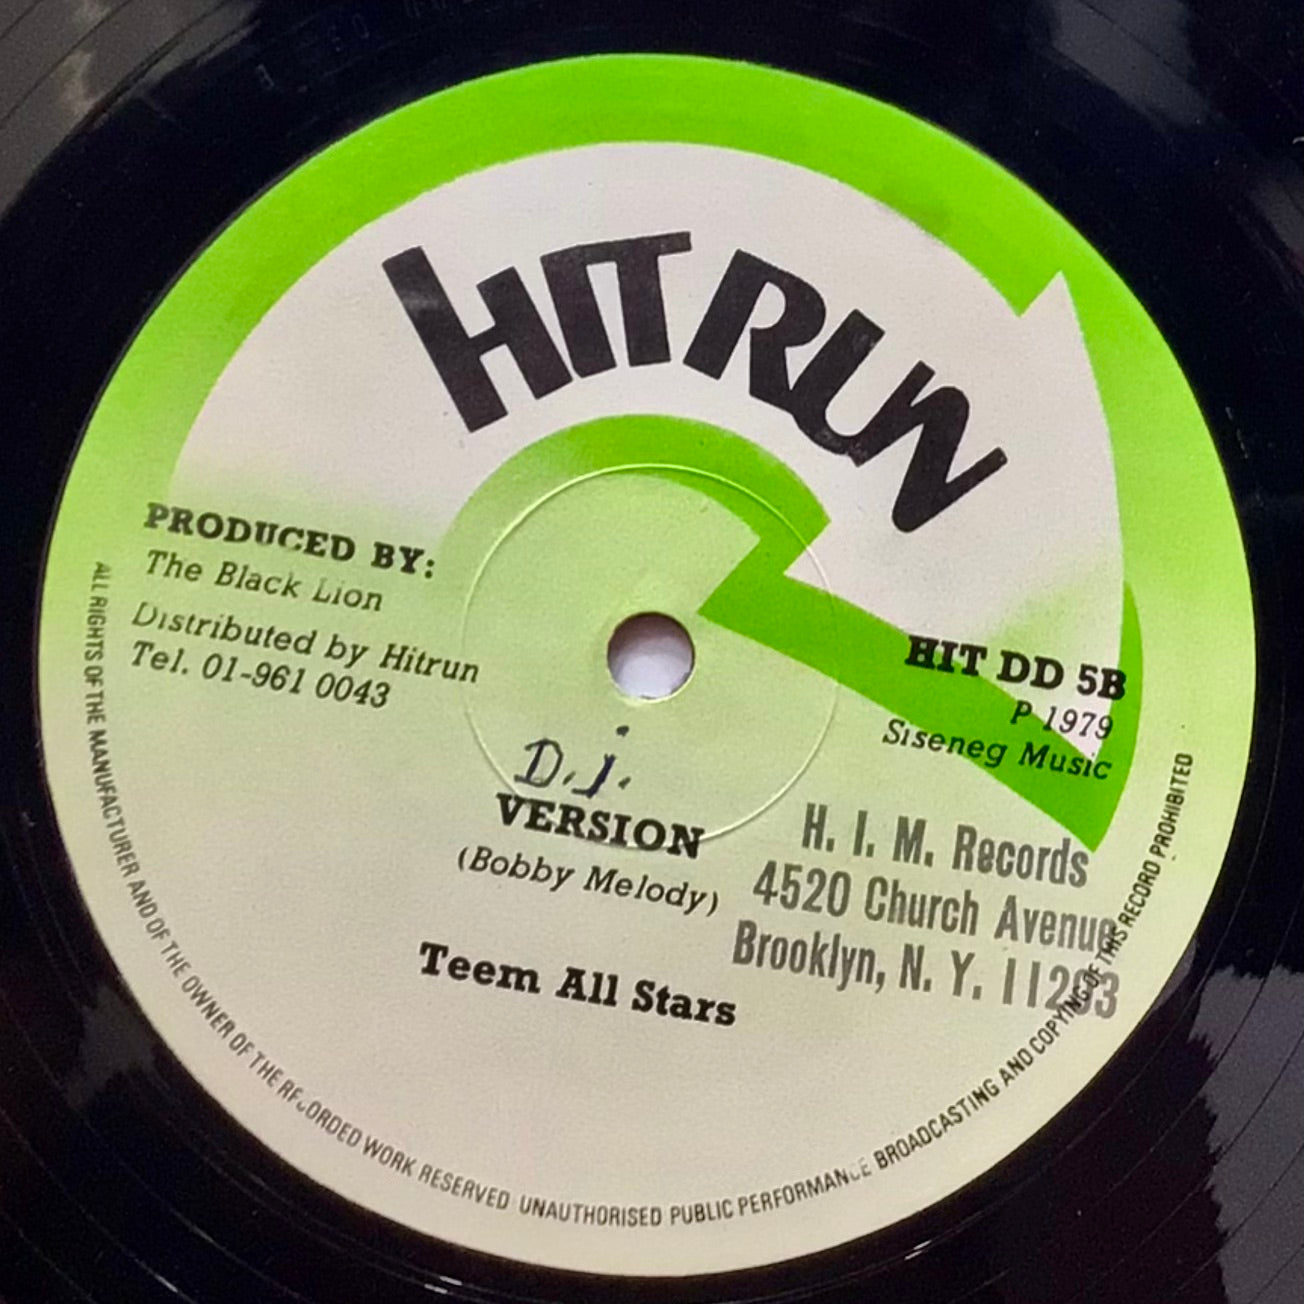 HIT RUN
PRODUCED BY:
The Black Lion
Distributed by Hitrun
Tel. 01-961 0043
HIT DD 5B
P 1979
Siseneg Music
D.J.
VERSION
(Bobby Melody)
Teem All Stars
H. I. M. Records
4520 Church Avenue
Brooklyn, N. Y. 11203
ALL RIGHTS OF THE MANUFACTURER AND OF THE OWNER OF THE RECORDED WORK RESERVED UNAUTHORISED PUBLIC PERFORMANCE BROADCASTING AND COPYING OF THIS RECORD PROHIBITED